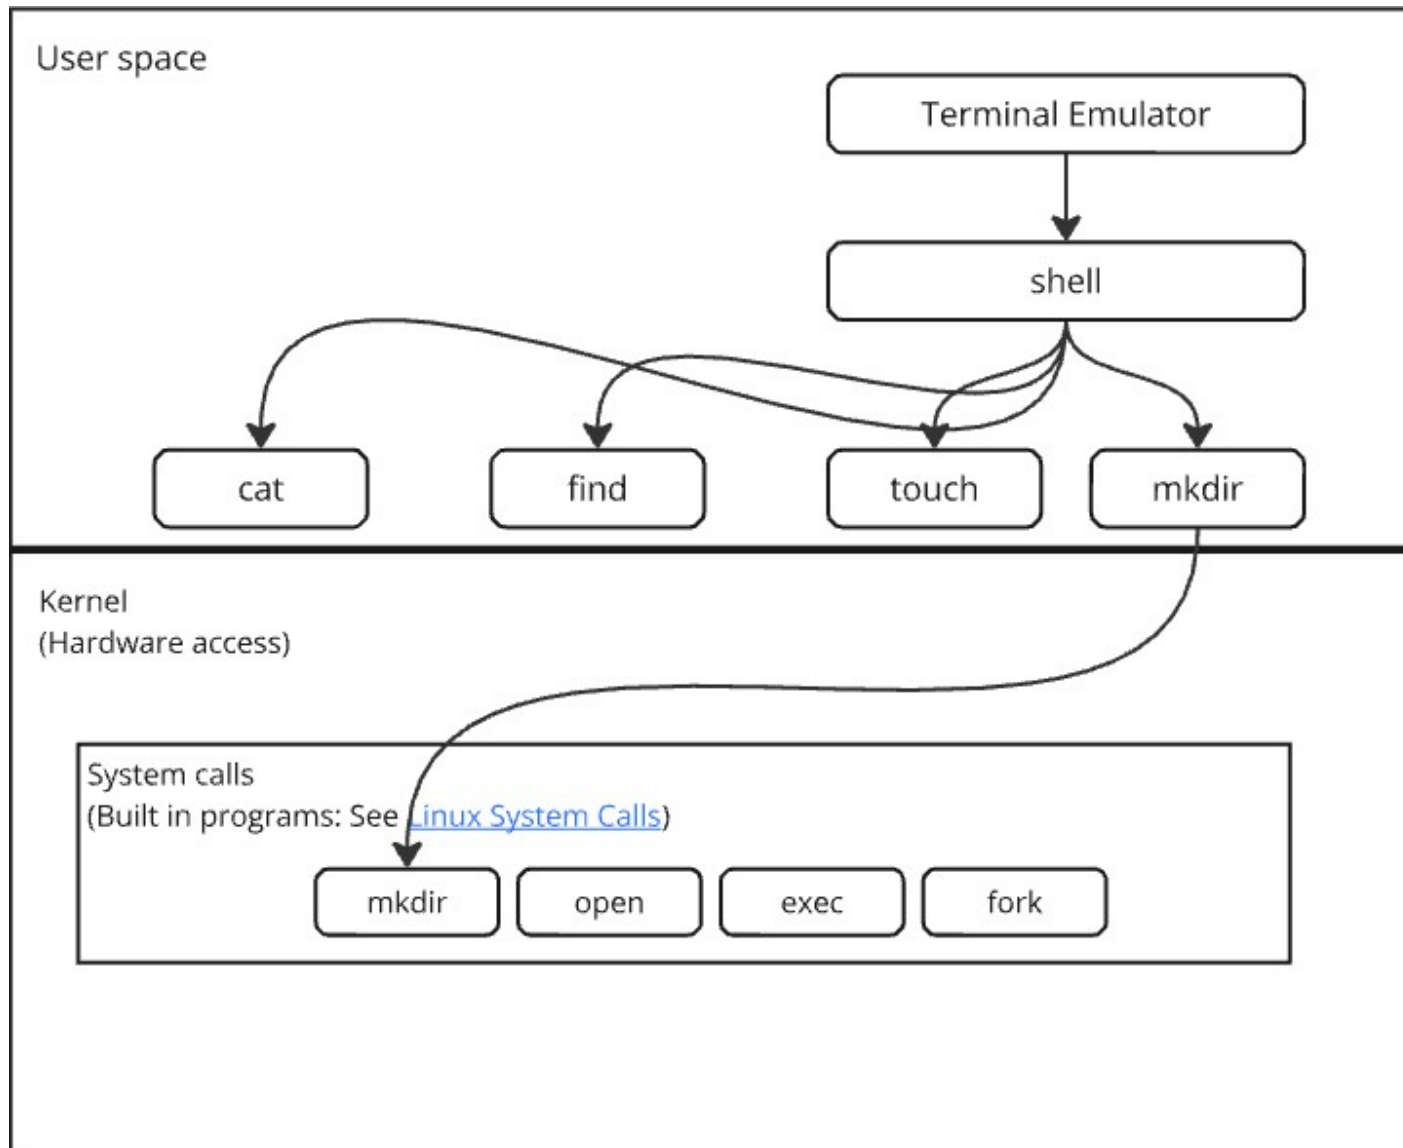 User space
Terminal Emulator
shell
cat
find
touch
mkdir
Kernel
(Hardware access)
System calls
(Built in programs: See Linux System Calls)
mkdir
open
exec
fork